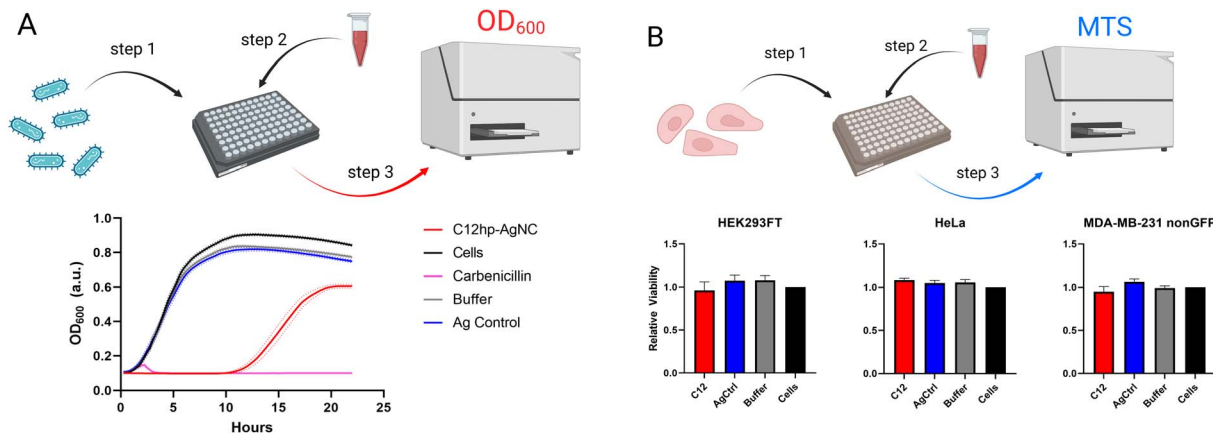 A
step 1
step 2
OD600
step 3
1.0
0.8
0.6
0.4
0.2
0.0
OD600 (a.u.)
0 5 10 15 20 25
Hours
C12hp-AgNC
Cells
Carbenicillin
Buffer
Ag Control
B
step 1
step 2
MTS
step 3
HEK293FT
Relative Viability
1.5
1.0
0.5
0.0
C12 AgCtrl Buffer Cells
HeLa
1.5
1.0
0.5
0.0
C12 AgCtrl Buffer Cells
MDA-MB-231 nonGFP
1.5
1.0
0.5
0.0
C12 AgCtrl Buffer Cells